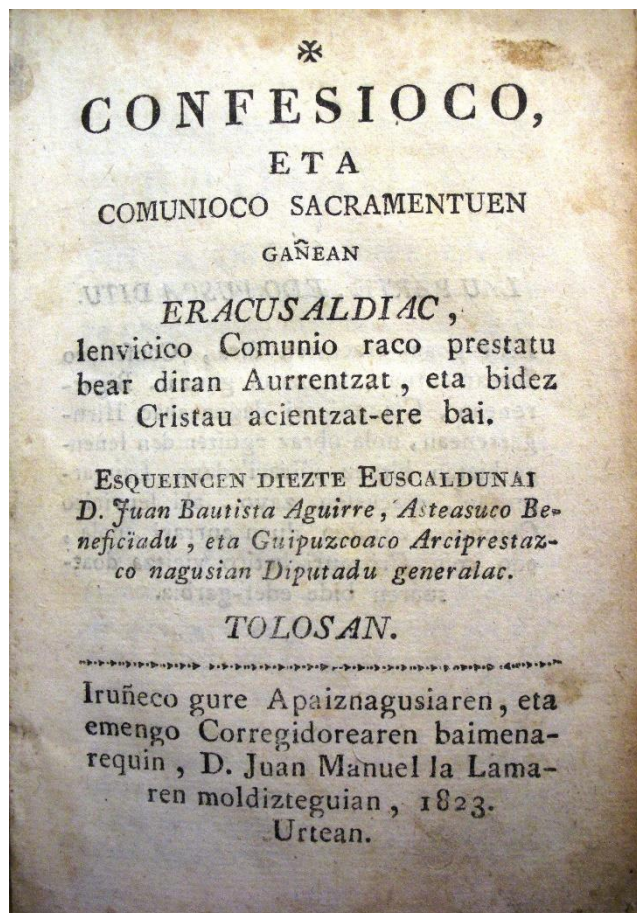 ✠
CONFESIOCO,
ETA
COMUNIOCO SACRAMENTUEN
GAÑEAN
ERACUSALDIAC,
lenvicico Comunio raco prestatu
bear diran Aurrentzat, eta bidez
Cristau acientzat-ere bai.
ESQUEINCEN DIEZTE EUSCALDUNAI
D. Juan Bautista Aguirre, Asteasuco Be-
neficïadu, eta Guipuzcoaco Arciprestaz-
co nagusian Diputadu generalac.
TOLOSAN.
Iruñeco gure Apaiznagusiaren, eta
emengo Corregidorearen baimena-
requin, D. Juan Manuel la Lama-
ren moldizteguian, 1823.
Urtean.